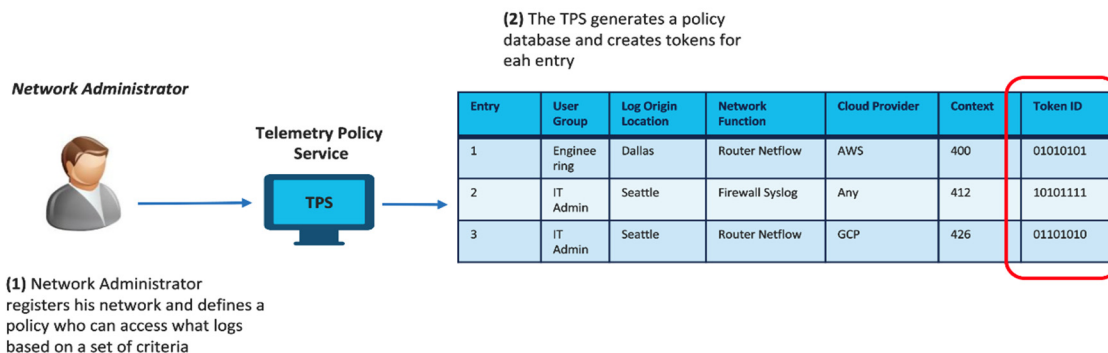 (2) The TPS generates a policy
database and creates tokens for
eah entry
Network Administrator
Telemetry Policy
Service
TPS
Entry User Group Log Origin Location Network Function Cloud Provider Context Token ID
1 Enginee ring Dallas Router Netflow AWS 400 01010101
2 IT Admin Seattle Firewall Syslog Any 412 10101111
3 IT Admin Seattle Router Netflow GCP 426 01101010
(1) Network Administrator
registers his network and defines a
policy who can access what logs
based on a set of criteria